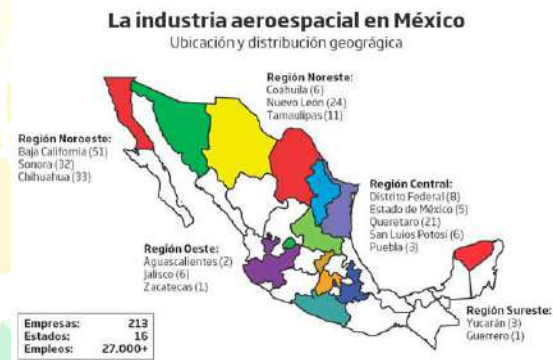 La industria aeroespacial en México
Ubicación y distribución geográgica
Región Noreste:
Coahuila (6)
Nuevo León (24)
Tamaulipas (11)
Región Noroeste:
Baja California (51)
Sonora (32)
Chihuahua (33)
Región Central:
Distrito Federal (8)
Estado de México (5)
Queretaro (21)
San Luios Potosí (6)
Puebla (3)
Región Oeste:
Aguascalientes (2)
Jalisco (6)
Zacatecas (1)
Región Sureste:
Yucarán (3)
Guerrero (1)
Empresas: 213
Estados: 16
Empleos: 27.000+